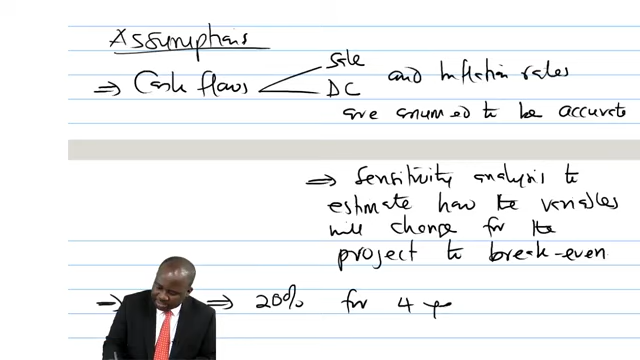 Assumptions
⇒ Cash flows
Sale
DC
and Inflation rates
are assumed to be accurate
⇒ Sensitivity analysis to
estimate how the variables
will change for the
project to break-even
⇒ 20% for 4